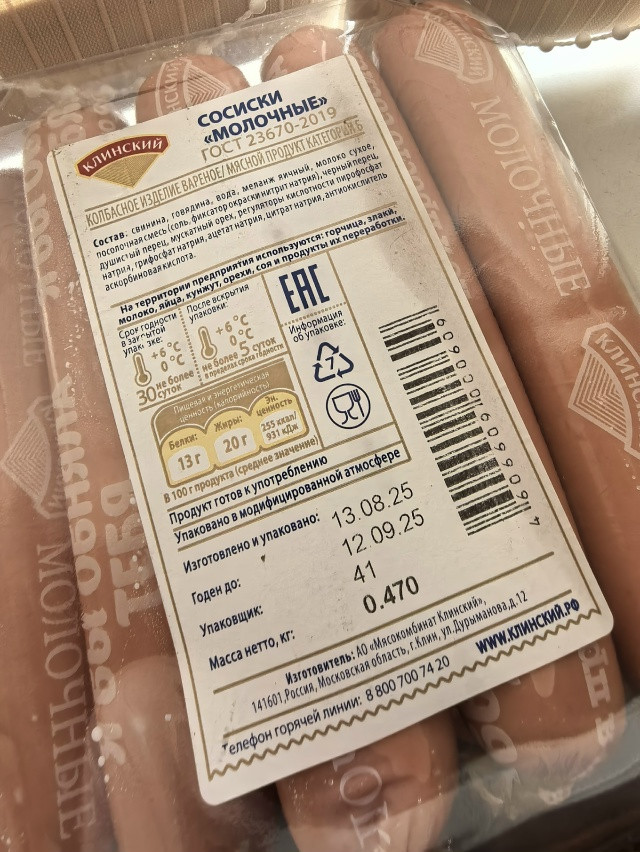 КЛИНСКИЙ
СОСИСКИ
«МОЛОЧНЫЕ»
ГОСТ 23670-2019
КОЛБАСНОЕ ИЗДЕЛИЕ ВАРЕНОЕ/ МЯСНОЙ ПРОДУКТ КАТЕГОРИЯ Б
Состав: свинина, говядина, вода, меланж яичный, молоко сухое,
посолочная смесь (соль, фиксатор окраски нитрит натрия), черный перец,
душистый перец, мускатный орех, регуляторы кислотности пирофосфат
натрия, трифосфат натрия, ацетат натрия, цитрат натрия, антиокислитель
аскорбиновая кислота.
На территории предприятия используются: горчица, злаки,
молоко, яйца, кунжут, орехи, соя и продукты их переработки.
Срок годности
в закрытой
упаковке:
+6 °C
0 °C
30 не более
суток
После вскрытия
упаковки:
+6 °C
0 °C
не более 5 суток
в пределах срока годности
EAC
Информация
об упаковке:
7
Пищевая и энергетическая
ценность (калорийность)
Белки:
13 г
Жиры:
20 г
Эн.
ценность
255 ккал/
931 кДж
В 100 г продукта (среднее значение)
Продукт готов к употреблению
Упаковано в модифицированной атмосфере
Изготовлено и упаковано: 13.08.25
Годен до: 12.09.25
Упаковщик: 41
Масса нетто, кг: 0.470
Изготовитель: АО «Мясокомбинат Клинский»,
141601,Россия, Московская область, г.Клин, ул.Дурыманова,д.12
Телефон горячей линии: 8 800 700 74 20
WWW.КЛИНСКИЙ.РФ
КЛИНСКИЙ
МОЛОЧНЫЕ
КЛИНСКИЙ
КЛИНСКИЙ
ТЕБЯ
МОЛОЧНЫЕ